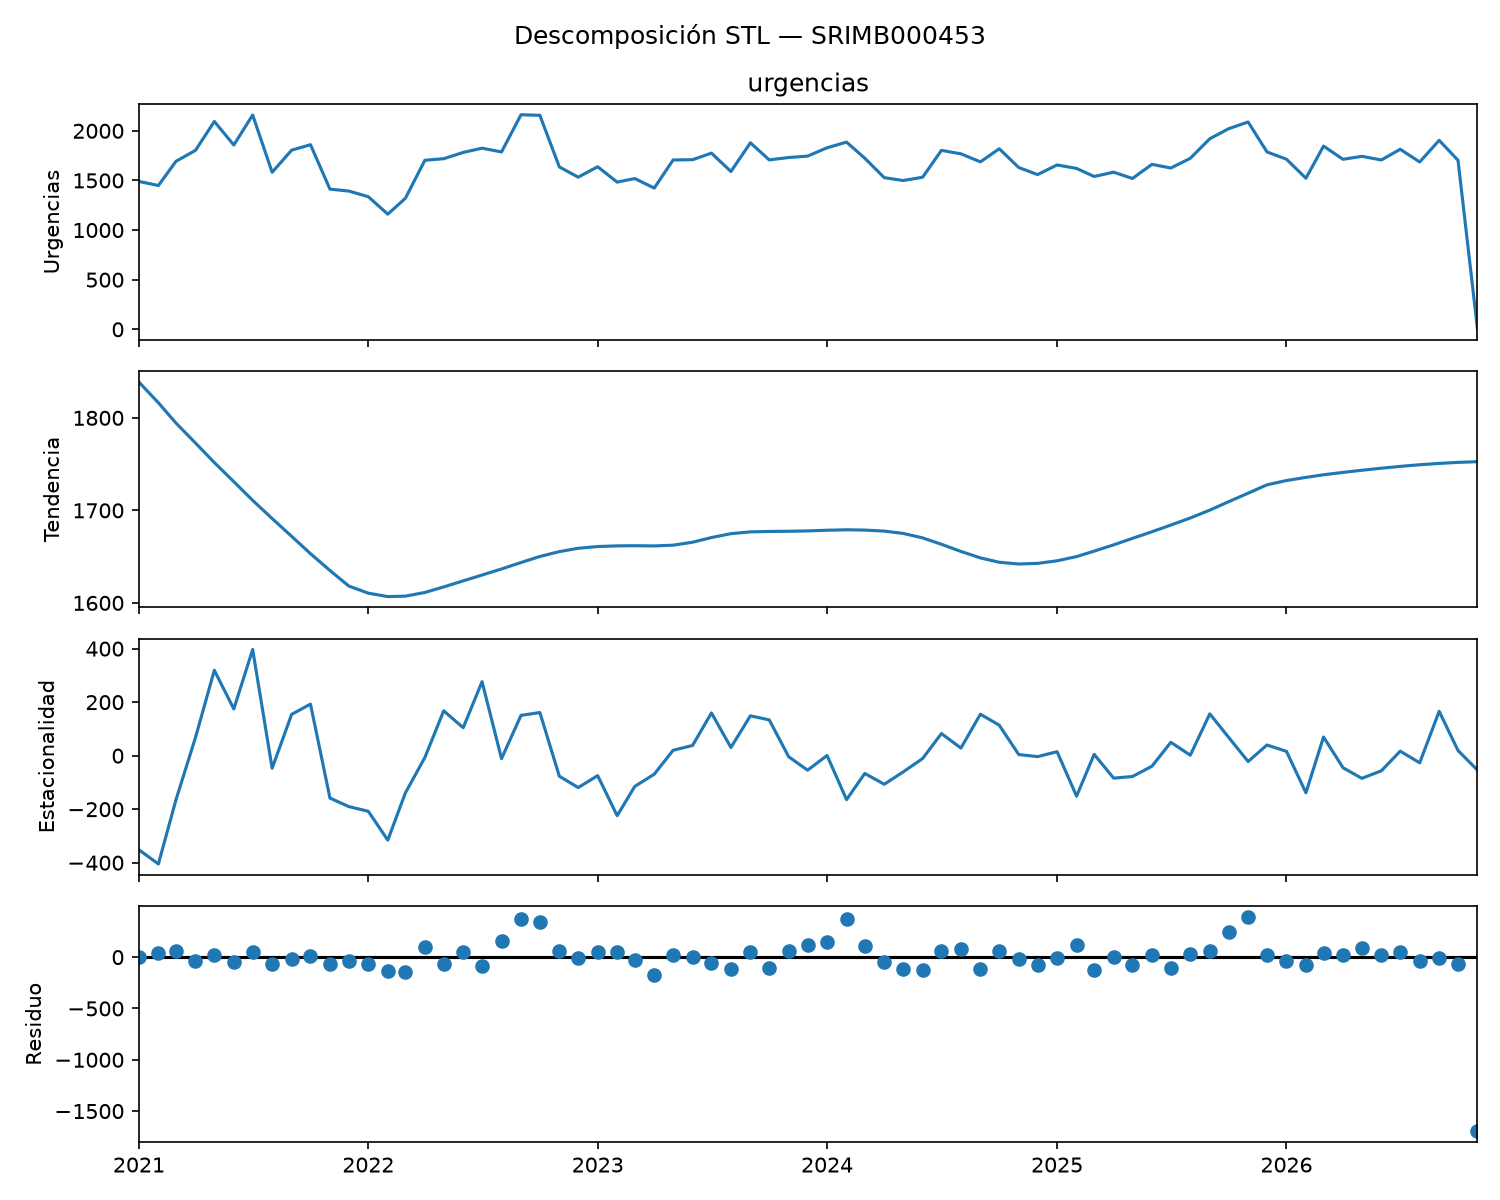 Descomposición STL — SRIMB000453
urgencias
Urgencias
2000
1500
1000
500
0
Tendencia
1800
1700
1600
Estacionalidad
400
200
0
−200
−400
Residuo
0
−500
−1000
−1500
2021 2022 2023 2024 2025 2026